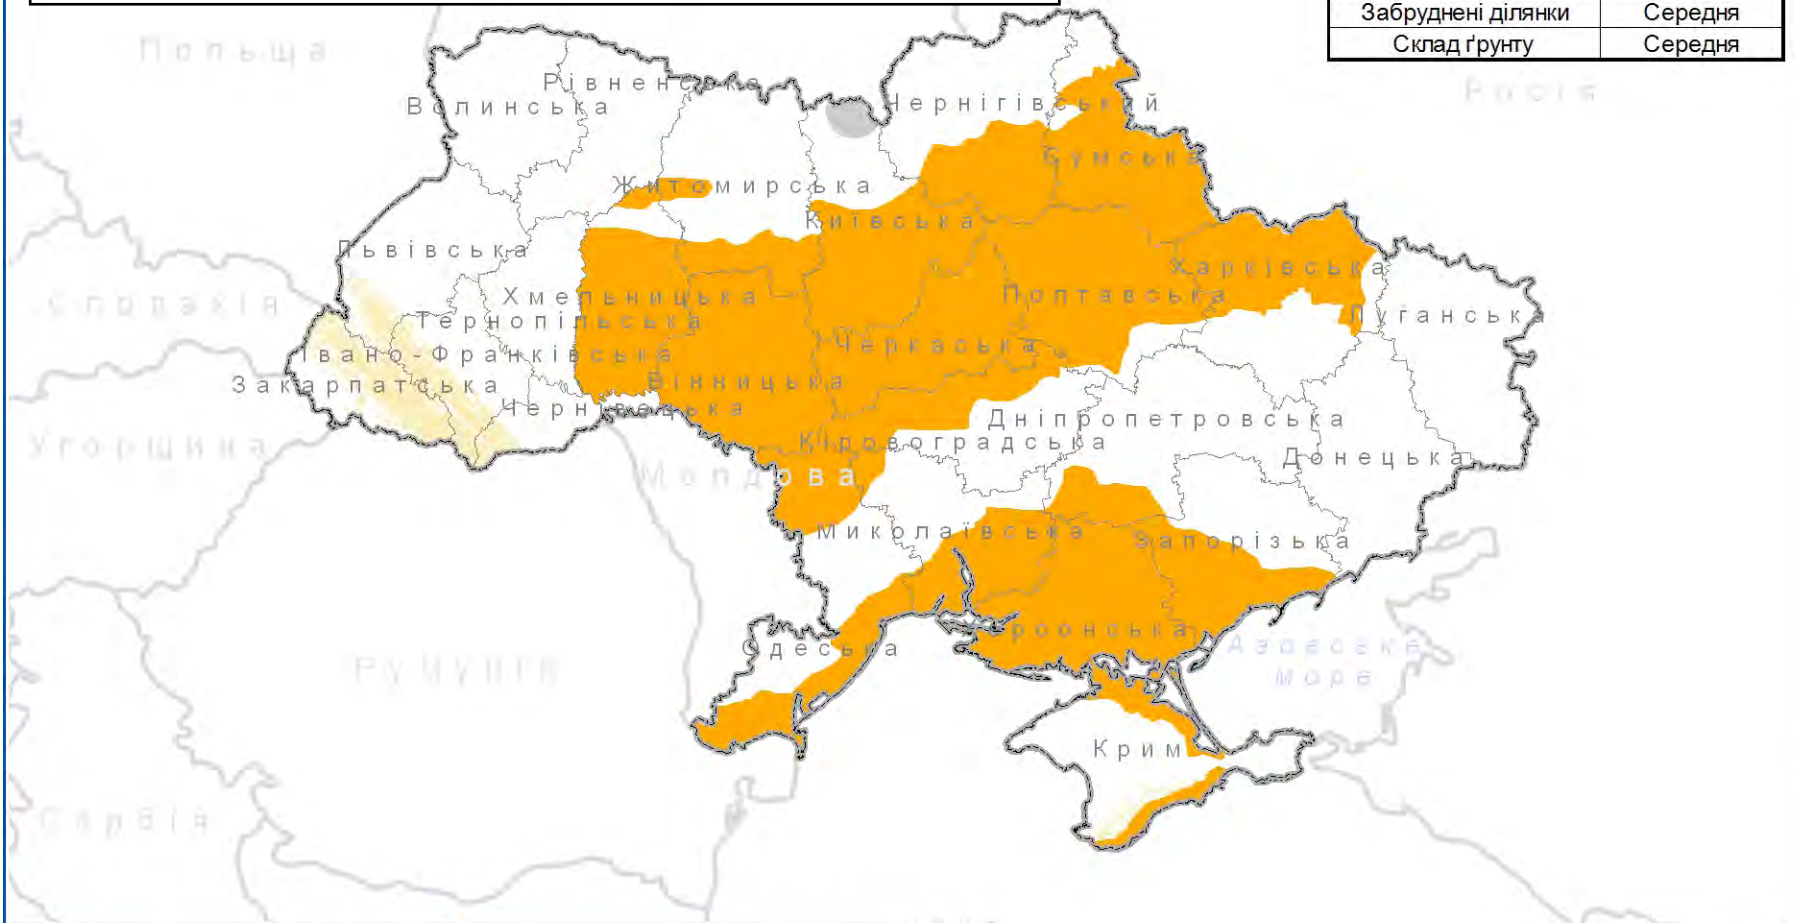 Забруднені ділянки Середня
Склад ґрунту Середня
Польща
Росія
Рівненська
Волинська
Чернігівський
Сумська
Житомирська
Київська
Львівська
Харківська
Словакія
Хмельницька
Полтавська
Тернопільська
Луганська
Івано-Франківська
Черкаська
Закарпатська
Вінницька
Чернівецька
Дніпропетровська
Кіровоградська
Угорщина
Донецька
Молдова
Миколаївська
Запорізька
Херсонська
Одеська
Азовське
море
Румунія
Крим
Сербія